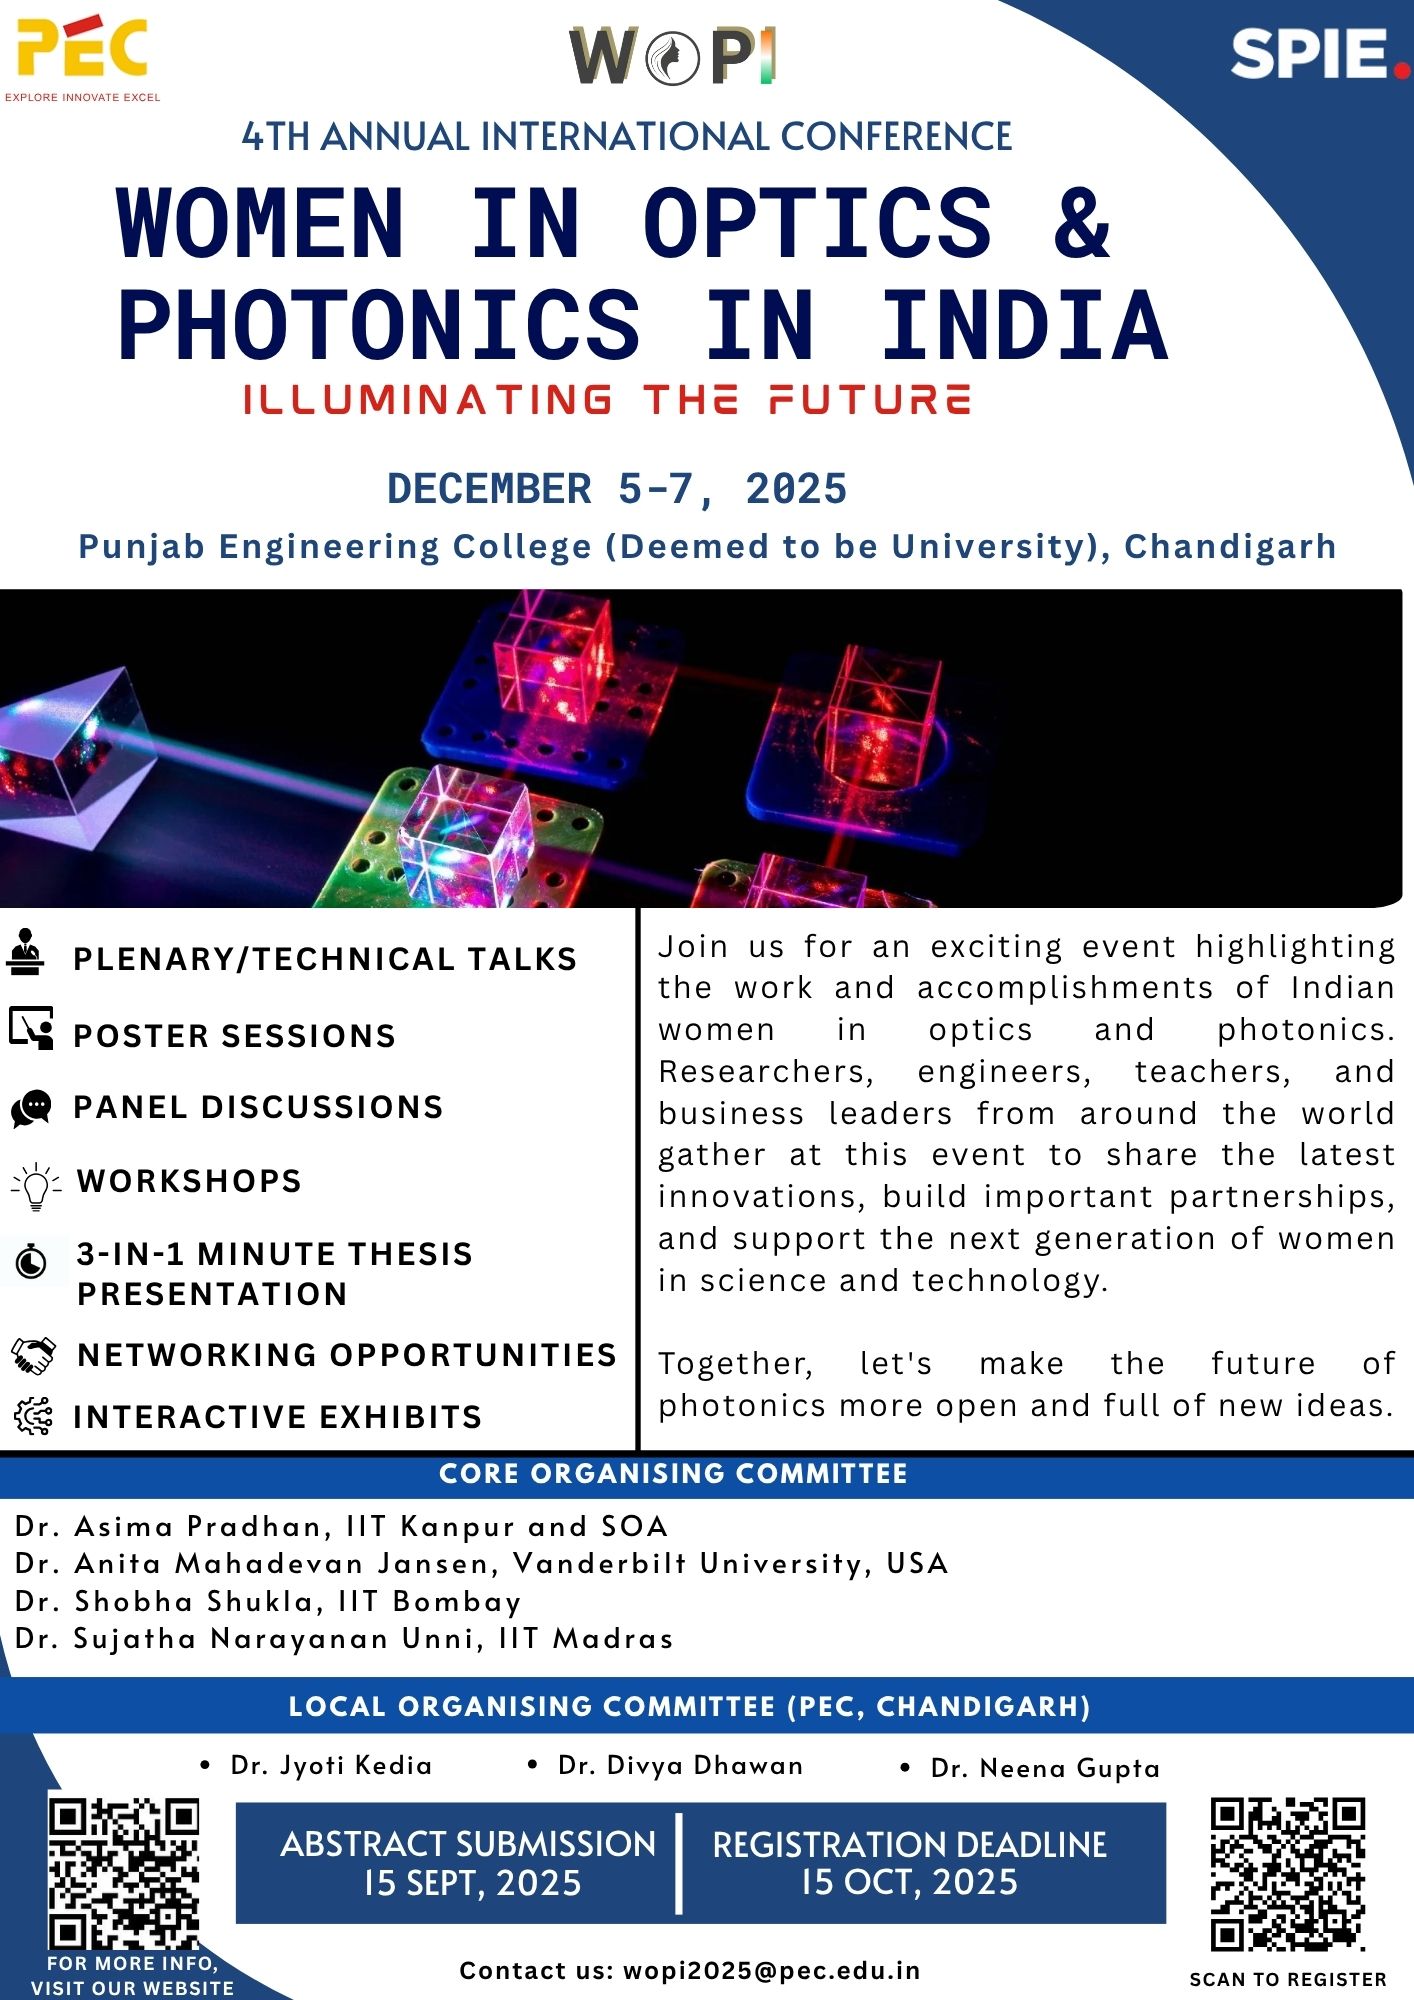 PEC
EXPLORE INNOVATE EXCEL
WOPI
SPIE.
4TH ANNUAL INTERNATIONAL CONFERENCE
WOMEN IN OPTICS &
PHOTONICS IN INDIA
ILLUMINATING THE FUTURE
DECEMBER 5-7, 2025
Punjab Engineering College (Deemed to be University), Chandigarh
PLENARY/TECHNICAL TALKS
POSTER SESSIONS
PANEL DISCUSSIONS
WORKSHOPS
3-IN-1 MINUTE THESIS
PRESENTATION
NETWORKING OPPORTUNITIES
INTERACTIVE EXHIBITS
Join us for an exciting event highlighting
the work and accomplishments of Indian
women in optics and photonics.
Researchers, engineers, teachers, and
business leaders from around the world
gather at this event to share the latest
innovations, build important partnerships,
and support the next generation of women
in science and technology.
Together, let's make the future of
photonics more open and full of new ideas.
CORE ORGANISING COMMITTEE
Dr. Asima Pradhan, IIT Kanpur and SOA
Dr. Anita Mahadevan Jansen, Vanderbilt University, USA
Dr. Shobha Shukla, IIT Bombay
Dr. Sujatha Narayanan Unni, IIT Madras
LOCAL ORGANISING COMMITTEE (PEC, CHANDIGARH)
• Dr. Jyoti Kedia
• Dr. Divya Dhawan
• Dr. Neena Gupta
ABSTRACT SUBMISSION
15 SEPT, 2025
REGISTRATION DEADLINE
15 OCT, 2025
FOR MORE INFO,
VISIT OUR WEBSITE
Contact us: wopi2025@pec.edu.in
SCAN TO REGISTER